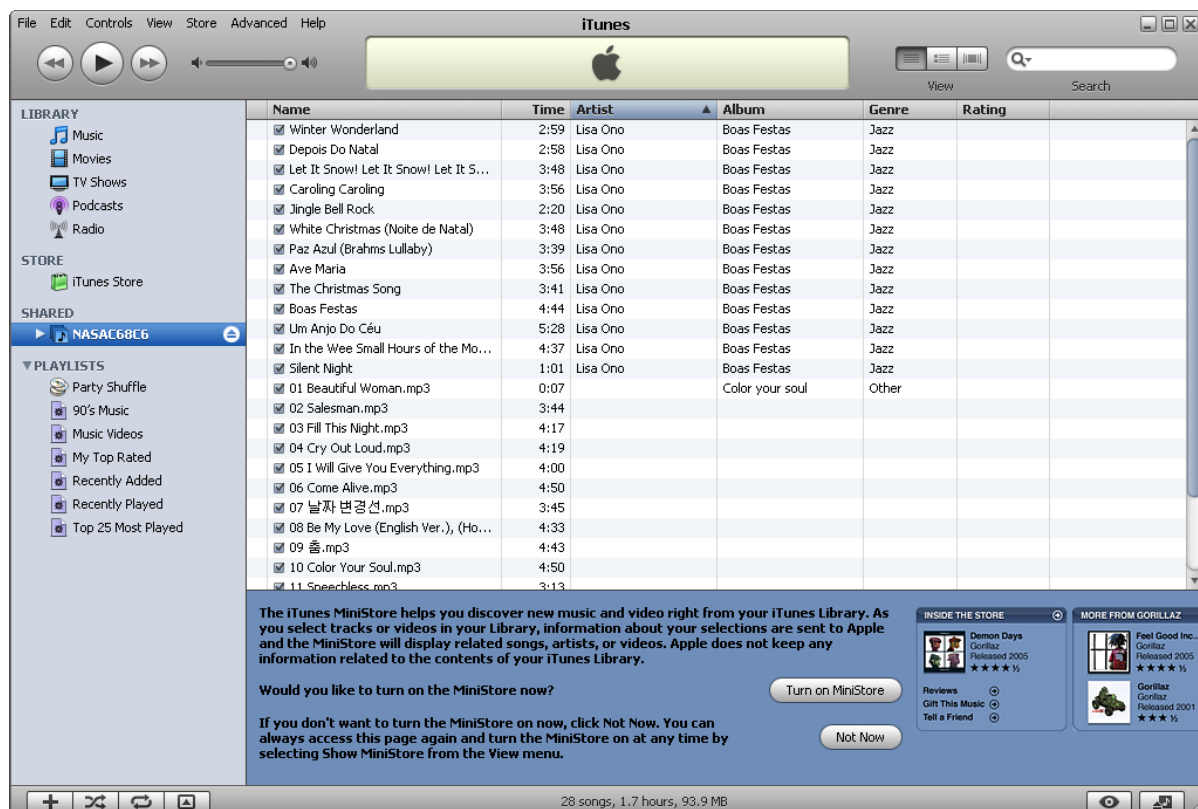 File Edit Controls View Store Advanced Help
iTunes
View
Search
LIBRARY
Music
Movies
TV Shows
Podcasts
Radio
STORE
iTunes Store
SHARED
NASAC68C6
PLAYLISTS
Party Shuffle
90's Music
Music Videos
My Top Rated
Recently Added
Recently Played
Top 25 Most Played
Name Time Artist Album Genre Rating
Winter Wonderland 2:59 Lisa Ono Boas Festas Jazz
Depois Do Natal 2:58 Lisa Ono Boas Festas Jazz
Let It Snow! Let It Snow! Let It S... 3:48 Lisa Ono Boas Festas Jazz
Caroling Caroling 3:56 Lisa Ono Boas Festas Jazz
Jingle Bell Rock 2:20 Lisa Ono Boas Festas Jazz
White Christmas (Noite de Natal) 3:48 Lisa Ono Boas Festas Jazz
Paz Azul (Brahms Lullaby) 3:39 Lisa Ono Boas Festas Jazz
Ave Maria 3:56 Lisa Ono Boas Festas Jazz
The Christmas Song 3:41 Lisa Ono Boas Festas Jazz
Boas Festas 4:44 Lisa Ono Boas Festas Jazz
Um Anjo Do Céu 5:28 Lisa Ono Boas Festas Jazz
In the Wee Small Hours of the Mo... 4:37 Lisa Ono Boas Festas Jazz
Silent Night 1:01 Lisa Ono Boas Festas Jazz
01 Beautiful Woman.mp3 0:07 Color your soul Other
02 Salesman.mp3 3:44
03 Fill This Night.mp3 4:17
04 Cry Out Loud.mp3 4:19
05 I Will Give You Everything.mp3 4:00
06 Come Alive.mp3 4:50
07 날짜 변경선.mp3 3:45
08 Be My Love (English Ver.), (Ho... 4:33
09 춤.mp3 4:43
10 Color Your Soul.mp3 4:50
11 Speechless.mp3 3:13
The iTunes MiniStore helps you discover new music and video right from your iTunes Library. As
you select tracks or videos in your Library, information about your selections are sent to Apple
and the MiniStore will display related songs, artists, or videos. Apple does not keep any
information related to the contents of your iTunes Library.
Would you like to turn on the MiniStore now?
Turn on MiniStore
If you don't want to turn the MiniStore on now, click Not Now. You can
always access this page again and turn the MiniStore on at any time by
selecting Show MiniStore from the View menu.
Not Now
INSIDE THE STORE
Demon Days
Gorillaz
Released 2005
Reviews
Gift This Music
Tell a Friend
MORE FROM GORILLAZ
Feel Good Inc..
Gorillaz
Released 2005
Gorillaz
Gorillaz
Released 2001
28 songs, 1.7 hours, 93.9 MB